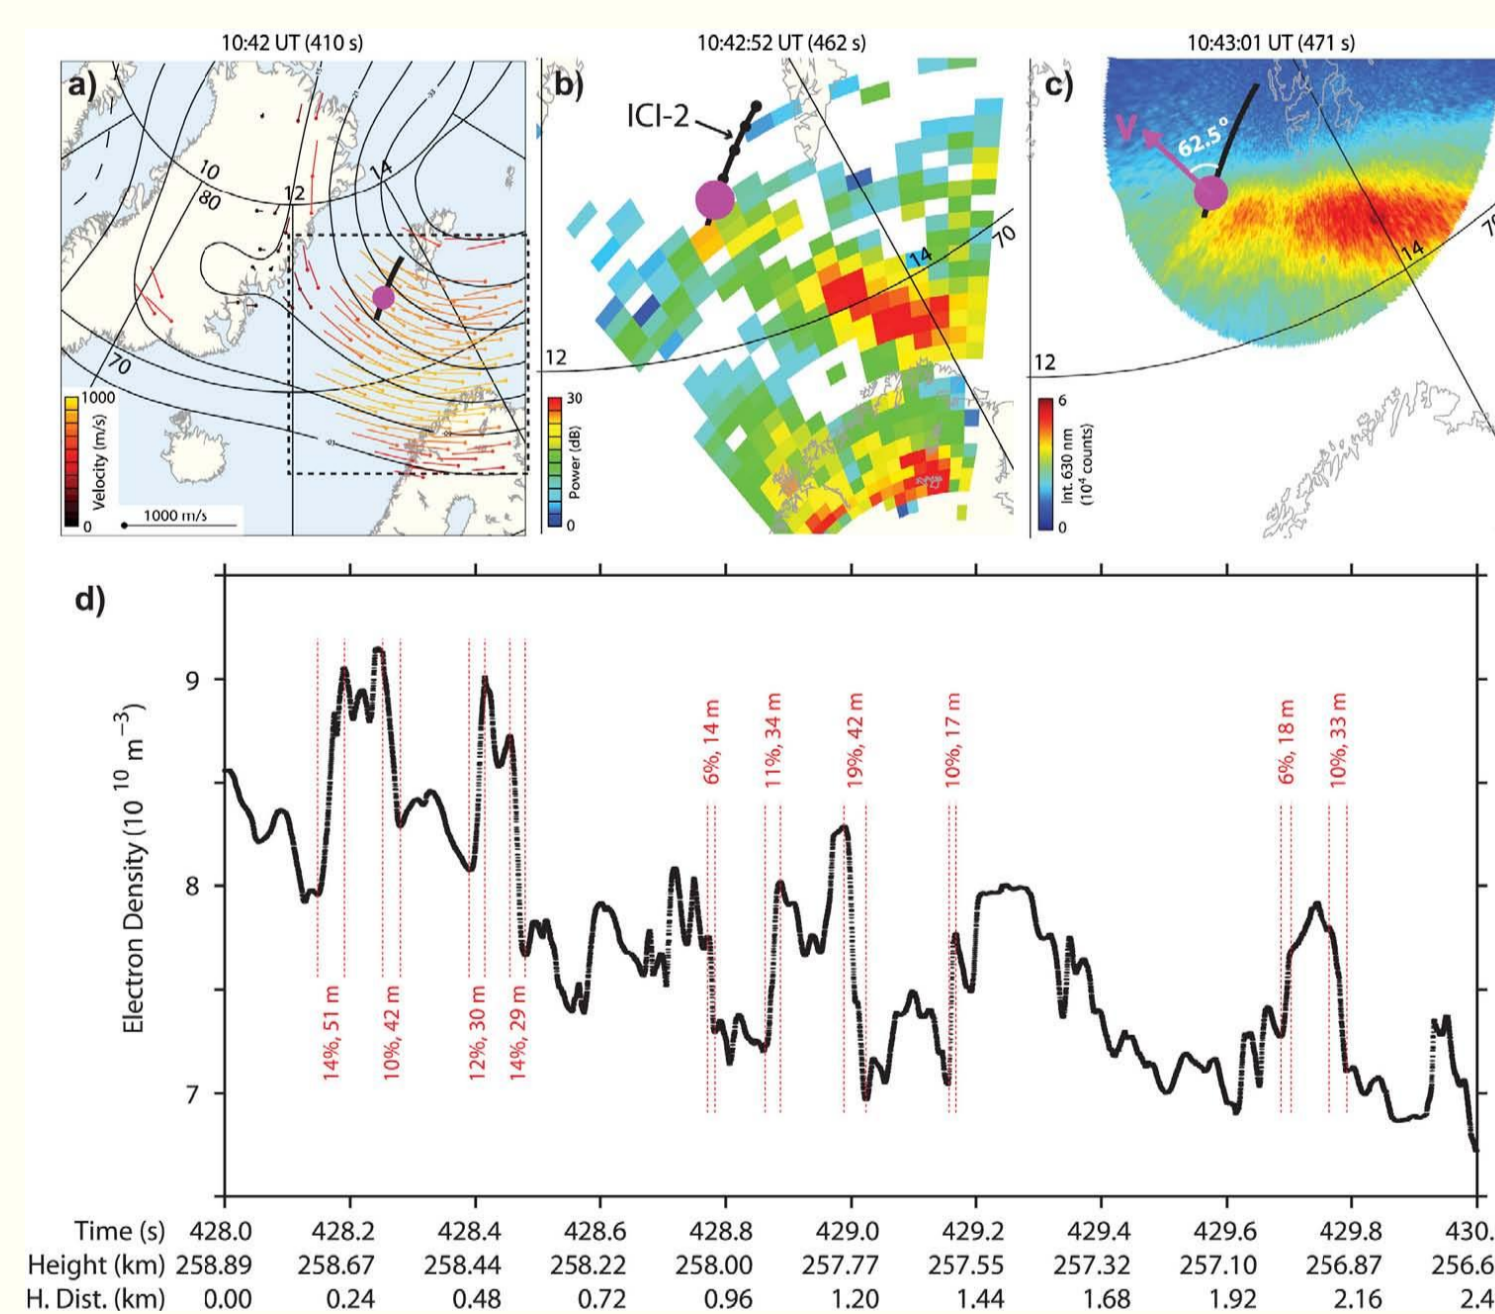 10:42 UT (410 s)
10:42:52 UT (462 s)
10:43:01 UT (471 s)
a)
10
80
12
14
70
1000
Velocity (m/s)
0
1000 m/s
b)
ICI-2
14
70
12
30
Power (dB)
0
c)
V
62.5°
14
70
12
6
Int. 630 nm
(10⁴ counts)
0
d)
Electron Density (10¹⁰ m⁻³)
9
8
7
14%, 51 m
10%, 42 m
12%, 30 m
14%, 29 m
6%, 14 m
11%, 34 m
19%, 42 m
10%, 17 m
6%, 18 m
10%, 33 m
Time (s) 428.0 428.2 428.4 428.6 428.8 429.0 429.2 429.4 429.6 429.8 430.
Height (km) 258.89 258.67 258.44 258.22 258.00 257.77 257.55 257.32 257.10 256.87 256.6
H. Dist. (km) 0.00 0.24 0.48 0.72 0.96 1.20 1.44 1.68 1.92 2.16 2.4